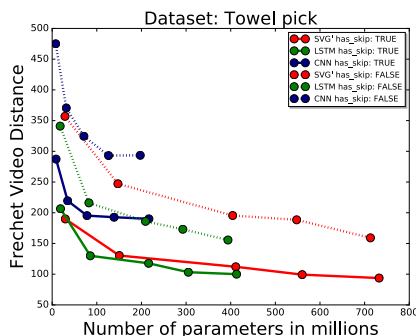 Dataset: Towel pick
500
450
400
350
300
250
200
150
100
50
Frechet Video Distance
SVG' has_skip: TRUE
LSTM has_skip: TRUE
CNN has_skip: TRUE
SVG' has_skip: FALSE
LSTM has_skip: FALSE
CNN has_skip: FALSE
0 100 200 300 400 500 600 700 800
Number of parameters in millions